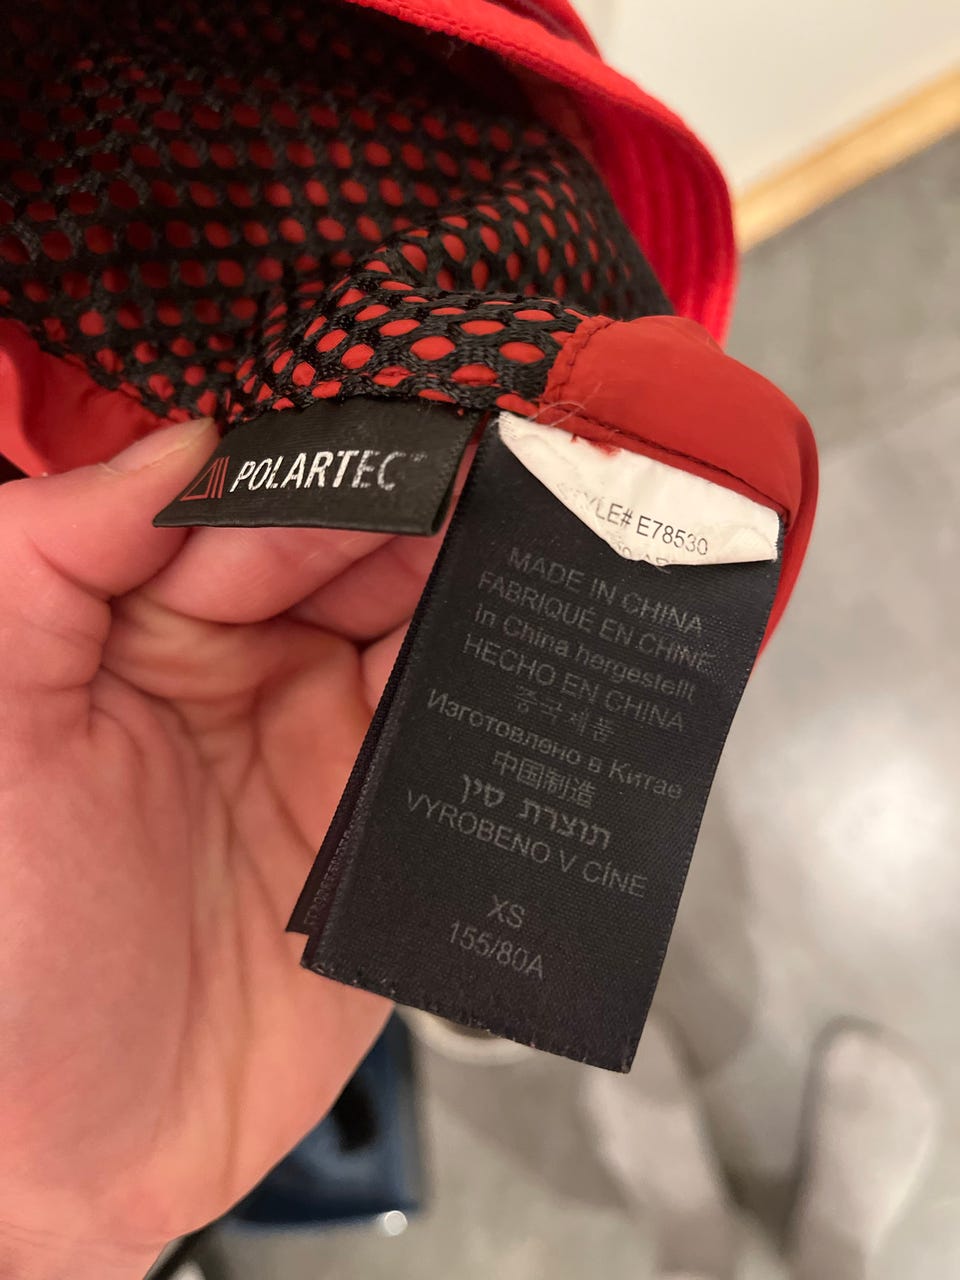 POLARTEC™
STYLE# E78530
MADE IN CHINA
FABRIQUÉ EN CHINE
In China hergestellt
HECHO EN CHINA
중국제품
Изготовлено в Китае
中国制造
תוצרת סין
VYROBENO V CÍNE
XS
155/80A